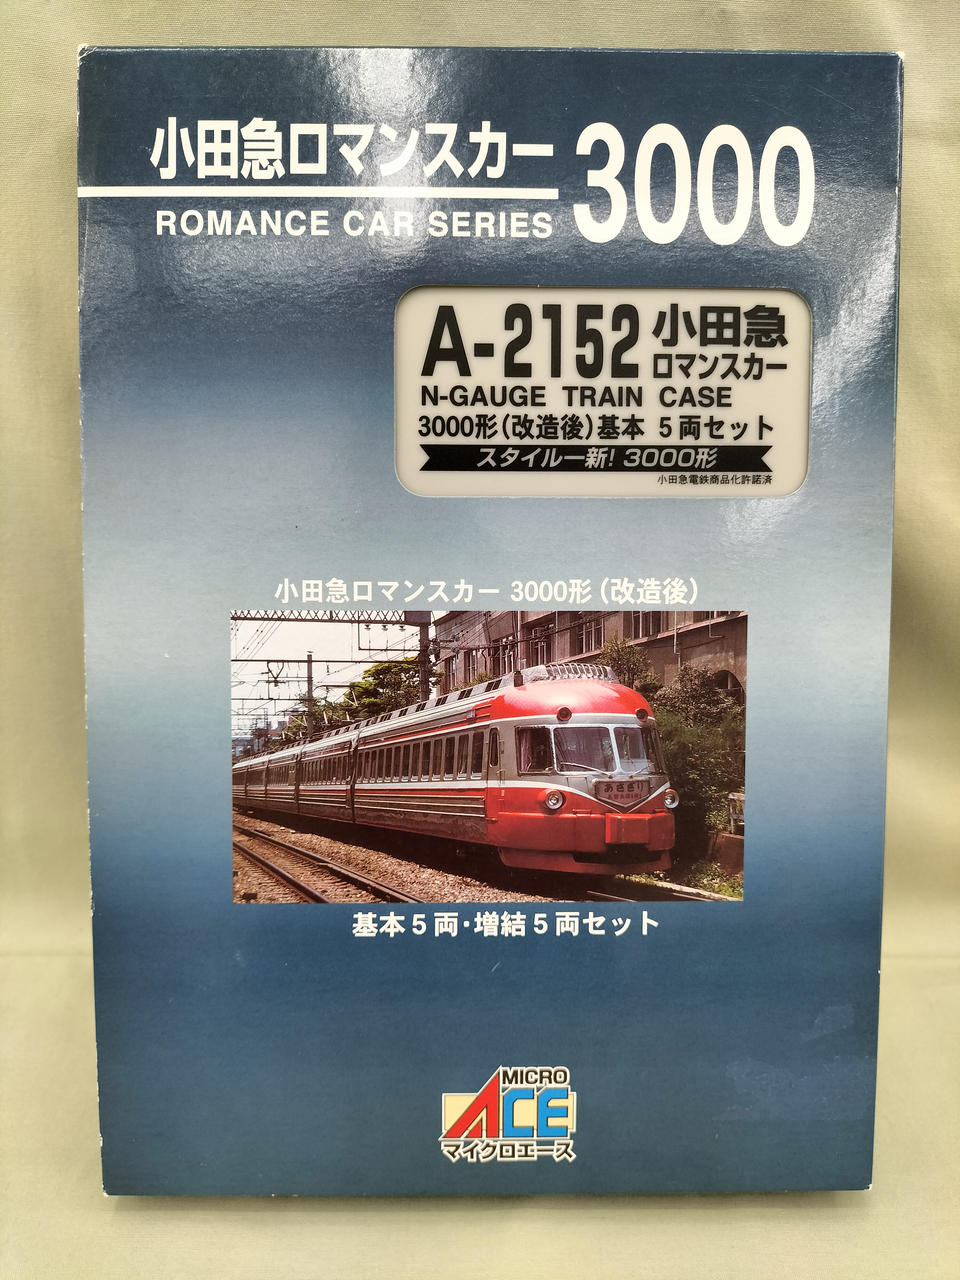 小田急ロマンスカー 3000
ROMANCE CAR SERIES
A-2152 小田急
ロマンスカー
N-GAUGE TRAIN CASE
3000形(改造後)基本 5両セット
スタイル一新! 3000形
小田急電鉄商品化許諾済
小田急ロマンスカー 3000形(改造後)
あさぎり
基本5両・増結5両セット
MICRO
ACE
マイクロエース